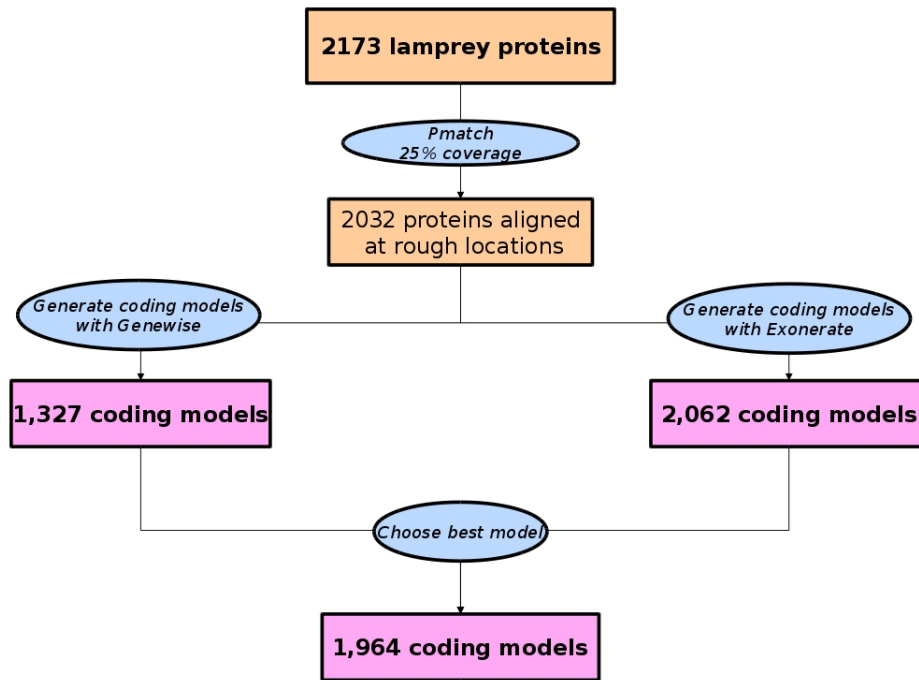 2173 lamprey proteins
Pmatch
25% coverage
2032 proteins aligned
at rough locations
Generate coding models
with Genewise
Generate coding models
with Exonerate
1,327 coding models
2,062 coding models
Choose best model
1,964 coding models